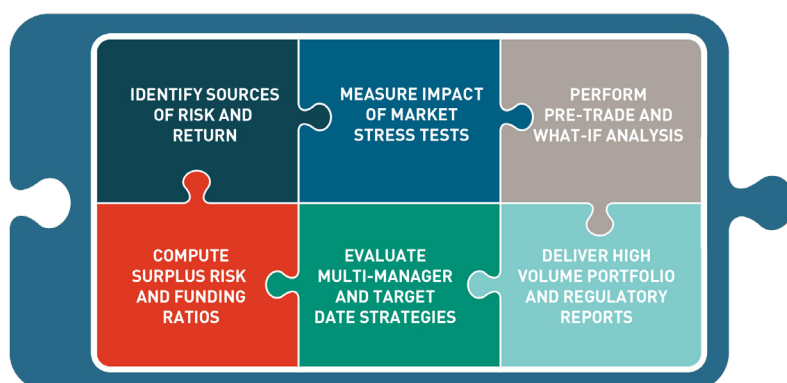 IDENTIFY SOURCES
OF RISK AND
RETURN
MEASURE IMPACT
OF MARKET
STRESS TESTS
PERFORM
PRE-TRADE AND
WHAT-IF ANALYSIS
COMPUTE
SURPLUS RISK
AND FUNDING
RATIOS
EVALUATE
MULTI-MANAGER
AND TARGET
DATE STRATEGIES
DELIVER HIGH
VOLUME PORTFOLIO
AND REGULATORY
REPORTS